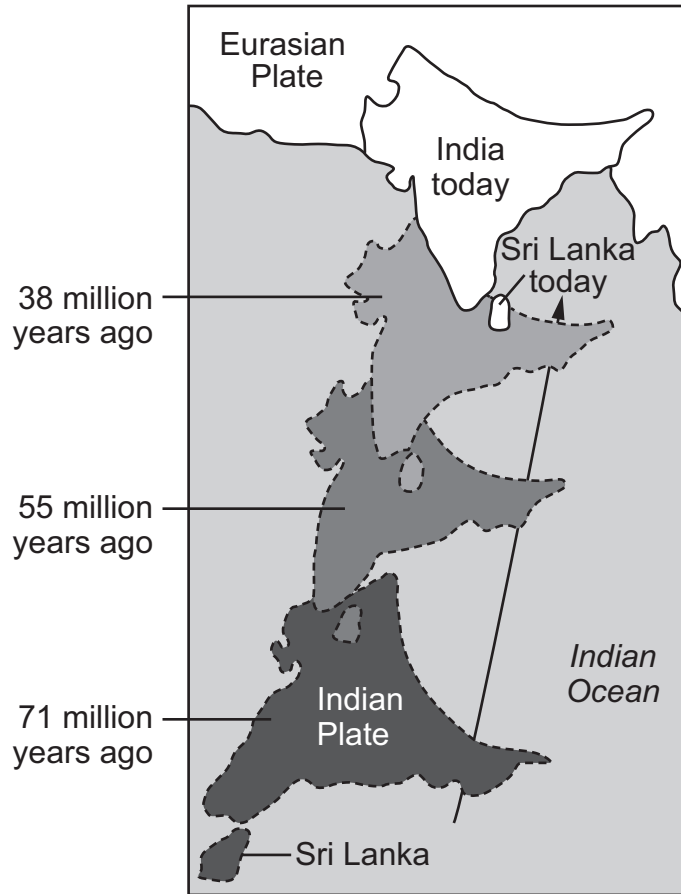 Eurasian
Plate
India
today
Sri Lanka
today
38 million
years ago
55 million
years ago
Indian
Ocean
71 million
years ago
Indian
Plate
Sri Lanka